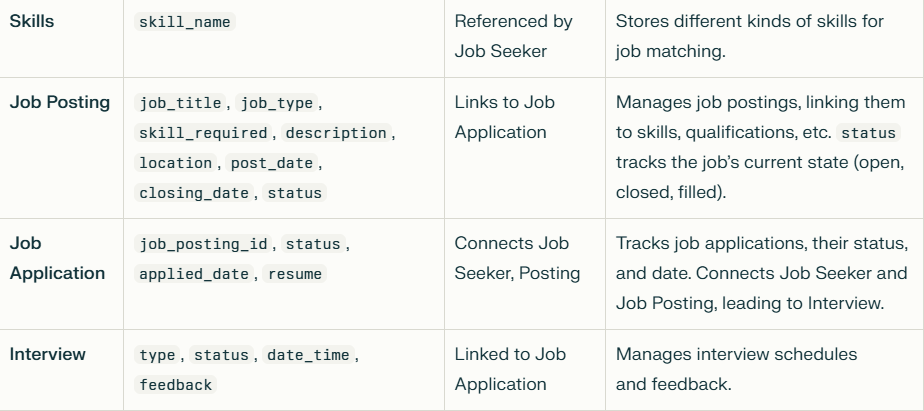 Skills
skill_name
Referenced by
Job Seeker
Stores different kinds of skills for
job matching.
Job Posting
job_title, job_type,
skill_required, description,
location, post_date,
closing_date, status
Links to Job
Application
Manages job postings, linking them
to skills, qualifications, etc. status
tracks the job’s current state (open,
closed, filled).
Job
Application
job_posting_id, status,
applied_date, resume
Connects Job
Seeker, Posting
Tracks job applications, their status,
and date. Connects Job Seeker and
Job Posting, leading to Interview.
Interview
type, status, date_time,
feedback
Linked to Job
Application
Manages interview schedules
and feedback.